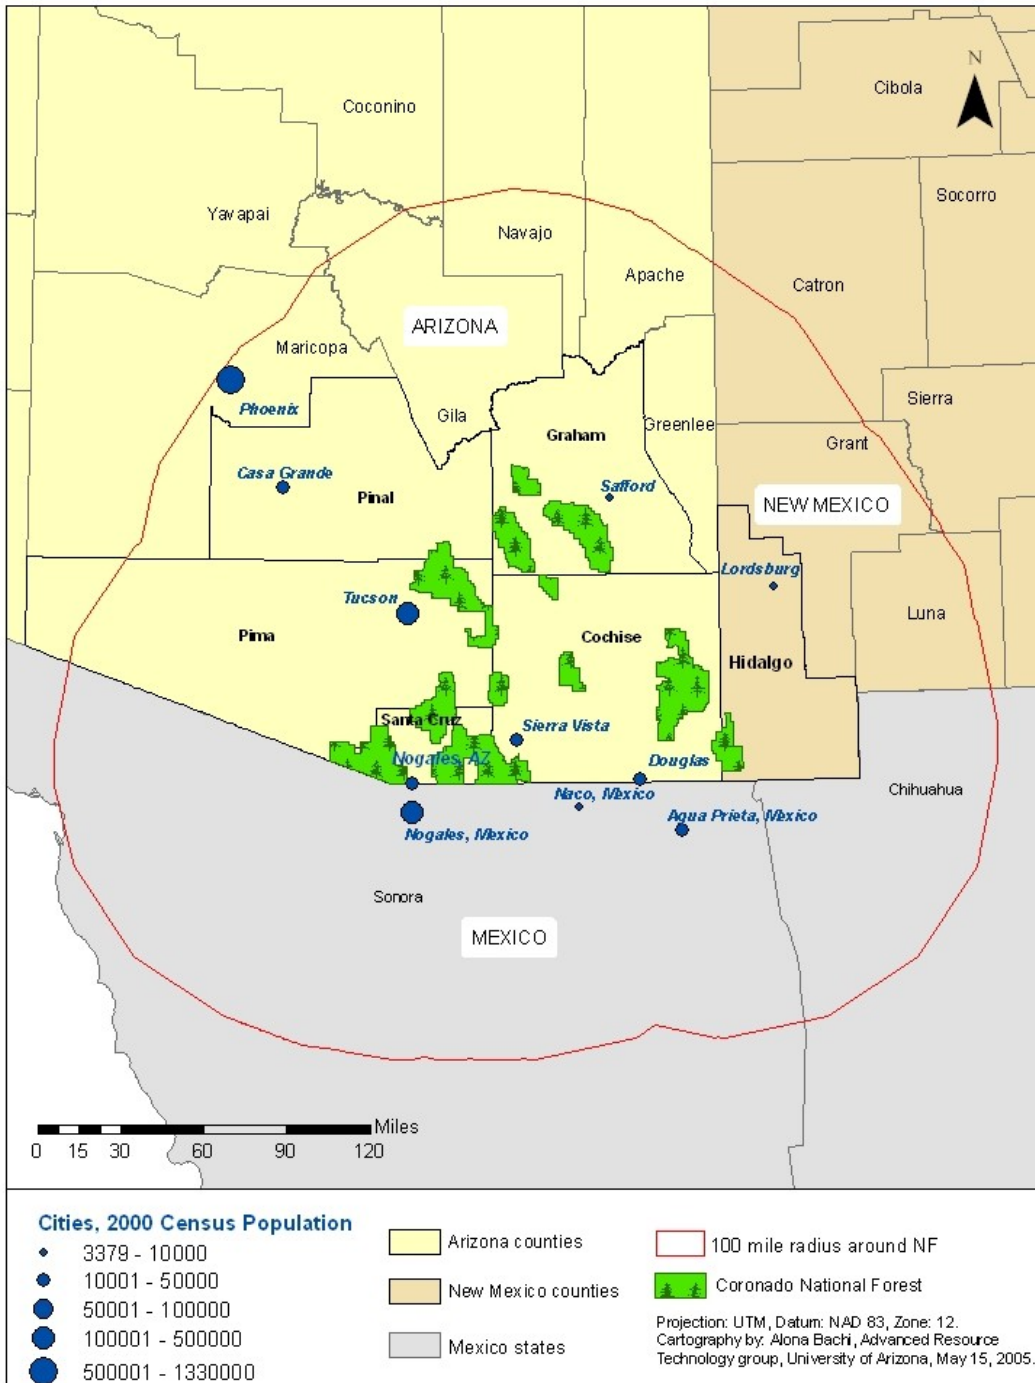 N
Cibola
Coconino
Socorro
Yavapai
Navajo
Apache
Catron
ARIZONA
Maricopa
Sierra
Phoenix
Gila
Greenlee
Graham
Grant
Casa Grande
Pinal
Safford
NEW MEXICO
Lordsburg
Tucson
Luna
Pima
Cochise
Hidalgo
Santa Cruz
Sierra Vista
Nogales, AZ
Douglas
Naco, Mexico
Chihuahua
Nogales, Mexico
Agua Prieta, Mexico
Sonora
MEXICO
Miles
0 15 30 60 90 120
Cities, 2000 Census Population
3379 - 10000
10001 - 50000
50001 - 100000
100001 - 500000
500001 - 1330000
Arizona counties
New Mexico counties
Mexico states
100 mile radius around NF
Coronado National Forest
Projection: UTM, Datum: NAD 83, Zone: 12.
Cartography by: Alona Bachi, Advanced Resource
Technology group, University of Arizona, May 15, 2005.